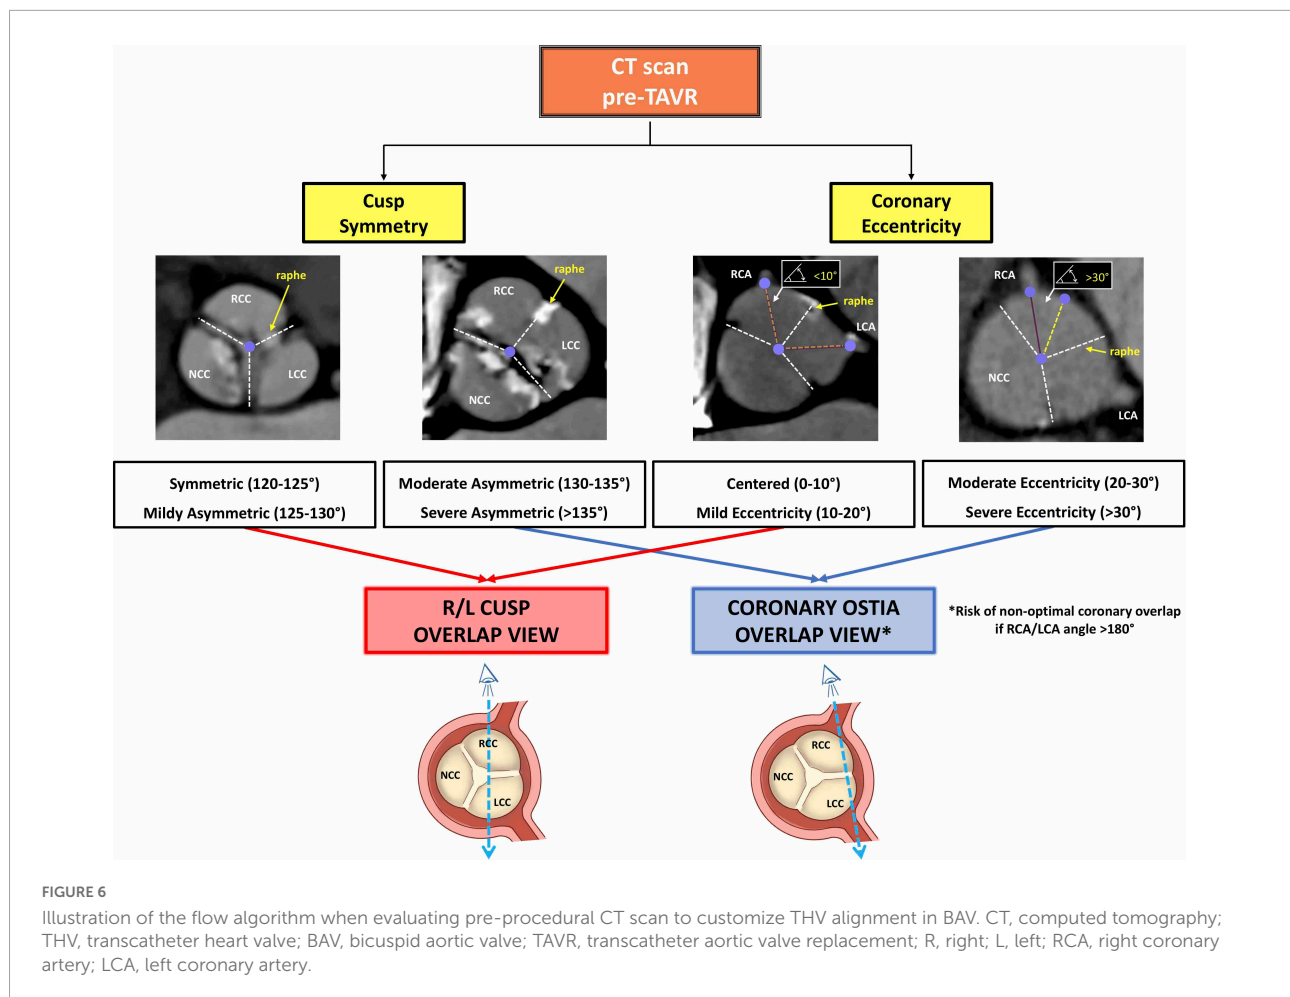 CT scan
pre-TAVR
Cusp
Symmetry
Coronary
Eccentricity
raphe
RCC
NCC
LCC
raphe
RCC
LCC
NCC
RCA
<10°
raphe
LCA
RCA
>30°
raphe
NCC
LCA
Symmetric (120-125°)
Mildy Asymmetric (125-130°)
Moderate Asymmetric (130-135°)
Severe Asymmetric (>135°)
Centered (0-10°)
Mild Eccentricity (10-20°)
Moderate Eccentricity (20-30°)
Severe Eccentricity (>30°)
R/L CUSP
OVERLAP VIEW
CORONARY OSTIA
OVERLAP VIEW*
*Risk of non-optimal coronary overlap
if RCA/LCA angle >180°
RCC
NCC
LCC
RCC
NCC
LCC
FIGURE 6
Illustration of the flow algorithm when evaluating pre-procedural CT scan to customize THV alignment in BAV. CT, computed tomography;
THV, transcatheter heart valve; BAV, bicuspid aortic valve; TAVR, transcatheter aortic valve replacement; R, right; L, left; RCA, right coronary
artery; LCA, left coronary artery.